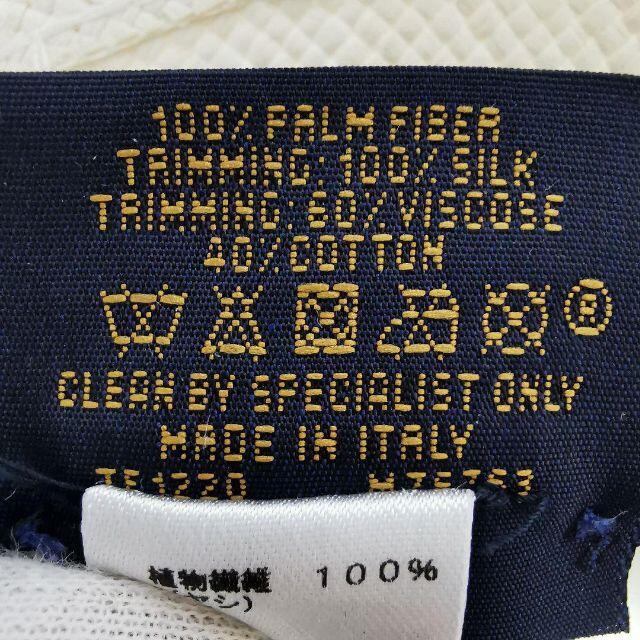 100% PALM FIBER
TRIMMING: 100% SILK
TRIMMING: 60% VISCOSE
40% COTTON
CLEAN BY SPECIALIST ONLY
MADE IN ITALY
植物繊維 100%